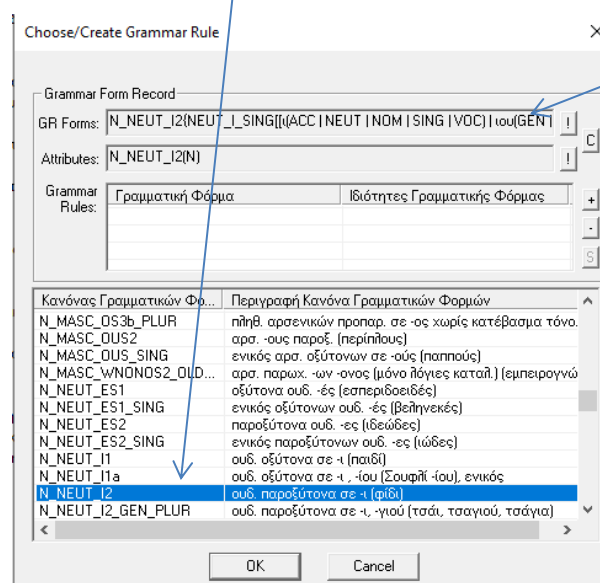 Choose/Create Grammar Rule
Grammar Form Record
GR Forms: N_NEUT_I2{NEUT_I_SING[[ι(ACC | NEUT | NOM | SING | VOC) | ιου(GEN | !
C
Attributes: N_NEUT_I2(N) !
Grammar Rules: Γραμματική Φόρμα Ιδιότητες Γραμματικής Φόρμας +
-
S
Κανόνας Γραμματικών Φο... Περιγραφή Κανόνα Γραμματικών Φορμών
N_MASC_OS3b_PLUR πληθ. αρσενικών προπαρ. σε -ος χωρίς κατέβασμα τόνο.
N_MASC_OUS2 αρσ. -ους παροξ. (περίπλους)
N_MASC_OUS_SING ενικός αρσ. οξύτονων σε -ούς (παππούς)
N_MASC_WNONOS2_OLD... αρσ. παρωχ. -ων -ονος (μόνο λόγιες καταλ.) (εμπειρογνώ
N_NEUT_ES1 οξύτονα ουδ. -ές (εσπεριδοειδές)
N_NEUT_ES1_SING ενικός οξύτονων ουδ. -ές (βεληνεκές)
N_NEUT_ES2 παροξύτονα ουδ. -ες (ιδεώδες)
N_NEUT_ES2_SING ενικός παροξύτονων ουδ. -ες (ιώδες)
N_NEUT_I1 ουδ. οξύτονα σε -ι (παιδί)
N_NEUT_I1a ουδ. οξύτονα σε -ι , -ίου (Σουφλί -ίου), ενικός
N_NEUT_I2 ουδ. παροξύτονα σε -ι (φίδι)
N_NEUT_I2_GEN_PLUR ουδ. παροξύτονα σε -ι, -γιού (τσάι, τσαγιού, τσάγια)
OK Cancel